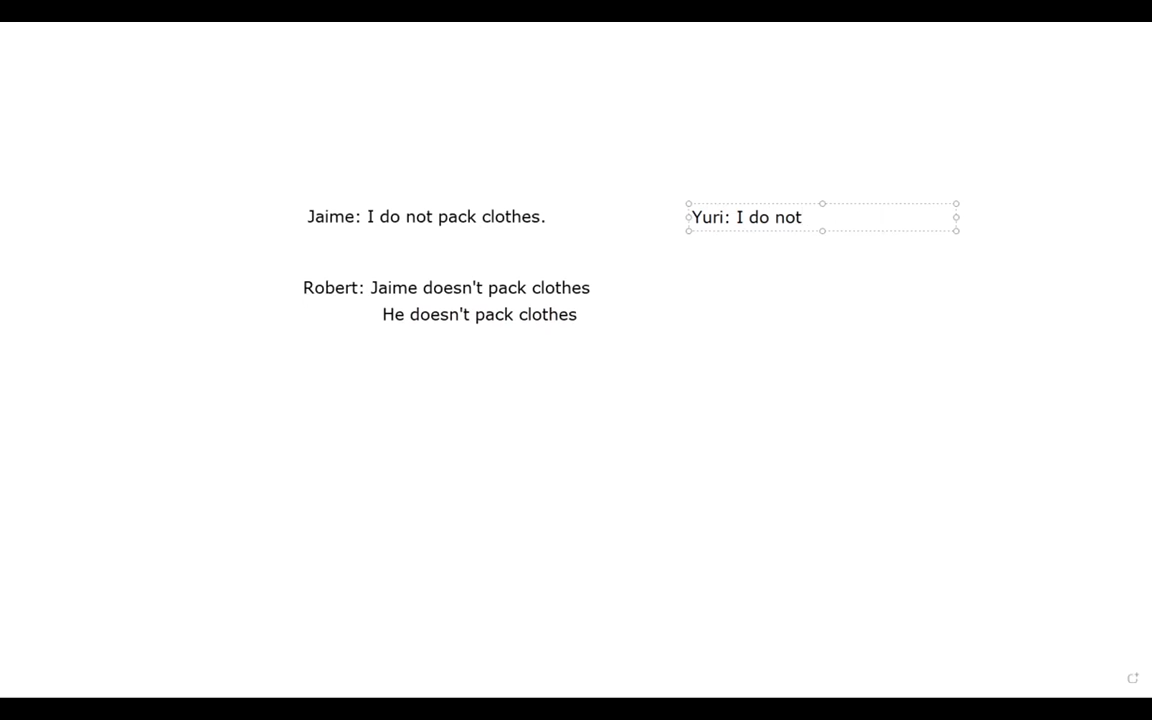 Jaime: I do not pack clothes.
Yuri: I do not
Robert: Jaime doesn't pack clothes
He doesn't pack clothes